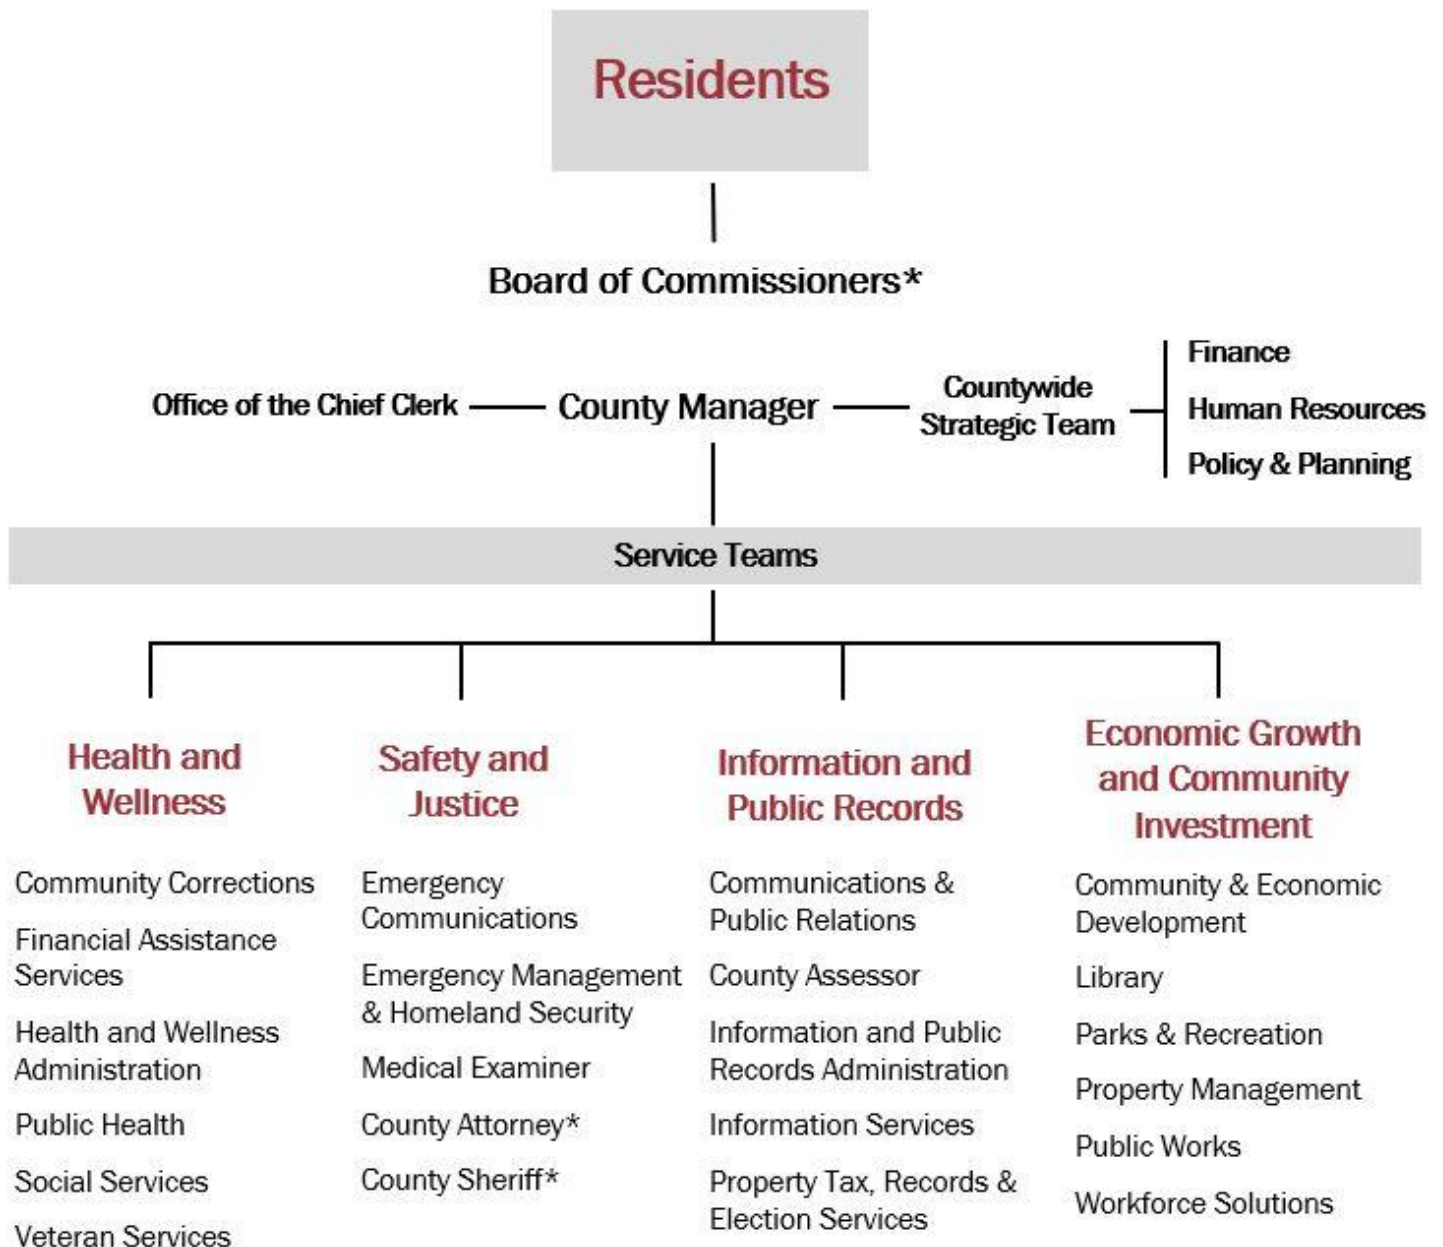 Residents
Board of Commissioners*
Office of the Chief Clerk
County Manager
Countywide
Strategic Team
Finance
Human Resources
Policy & Planning
Service Teams
Health and
Wellness
Community Corrections
Financial Assistance
Services
Health and Wellness
Administration
Public Health
Social Services
Veteran Services
Safety and
Justice
Emergency
Communications
Emergency Management
& Homeland Security
Medical Examiner
County Attorney*
County Sheriff*
Information and
Public Records
Communications &
Public Relations
County Assessor
Information and Public
Records Administration
Information Services
Property Tax, Records &
Election Services
Economic Growth
and Community
Investment
Community & Economic
Development
Library
Parks & Recreation
Property Management
Public Works
Workforce Solutions